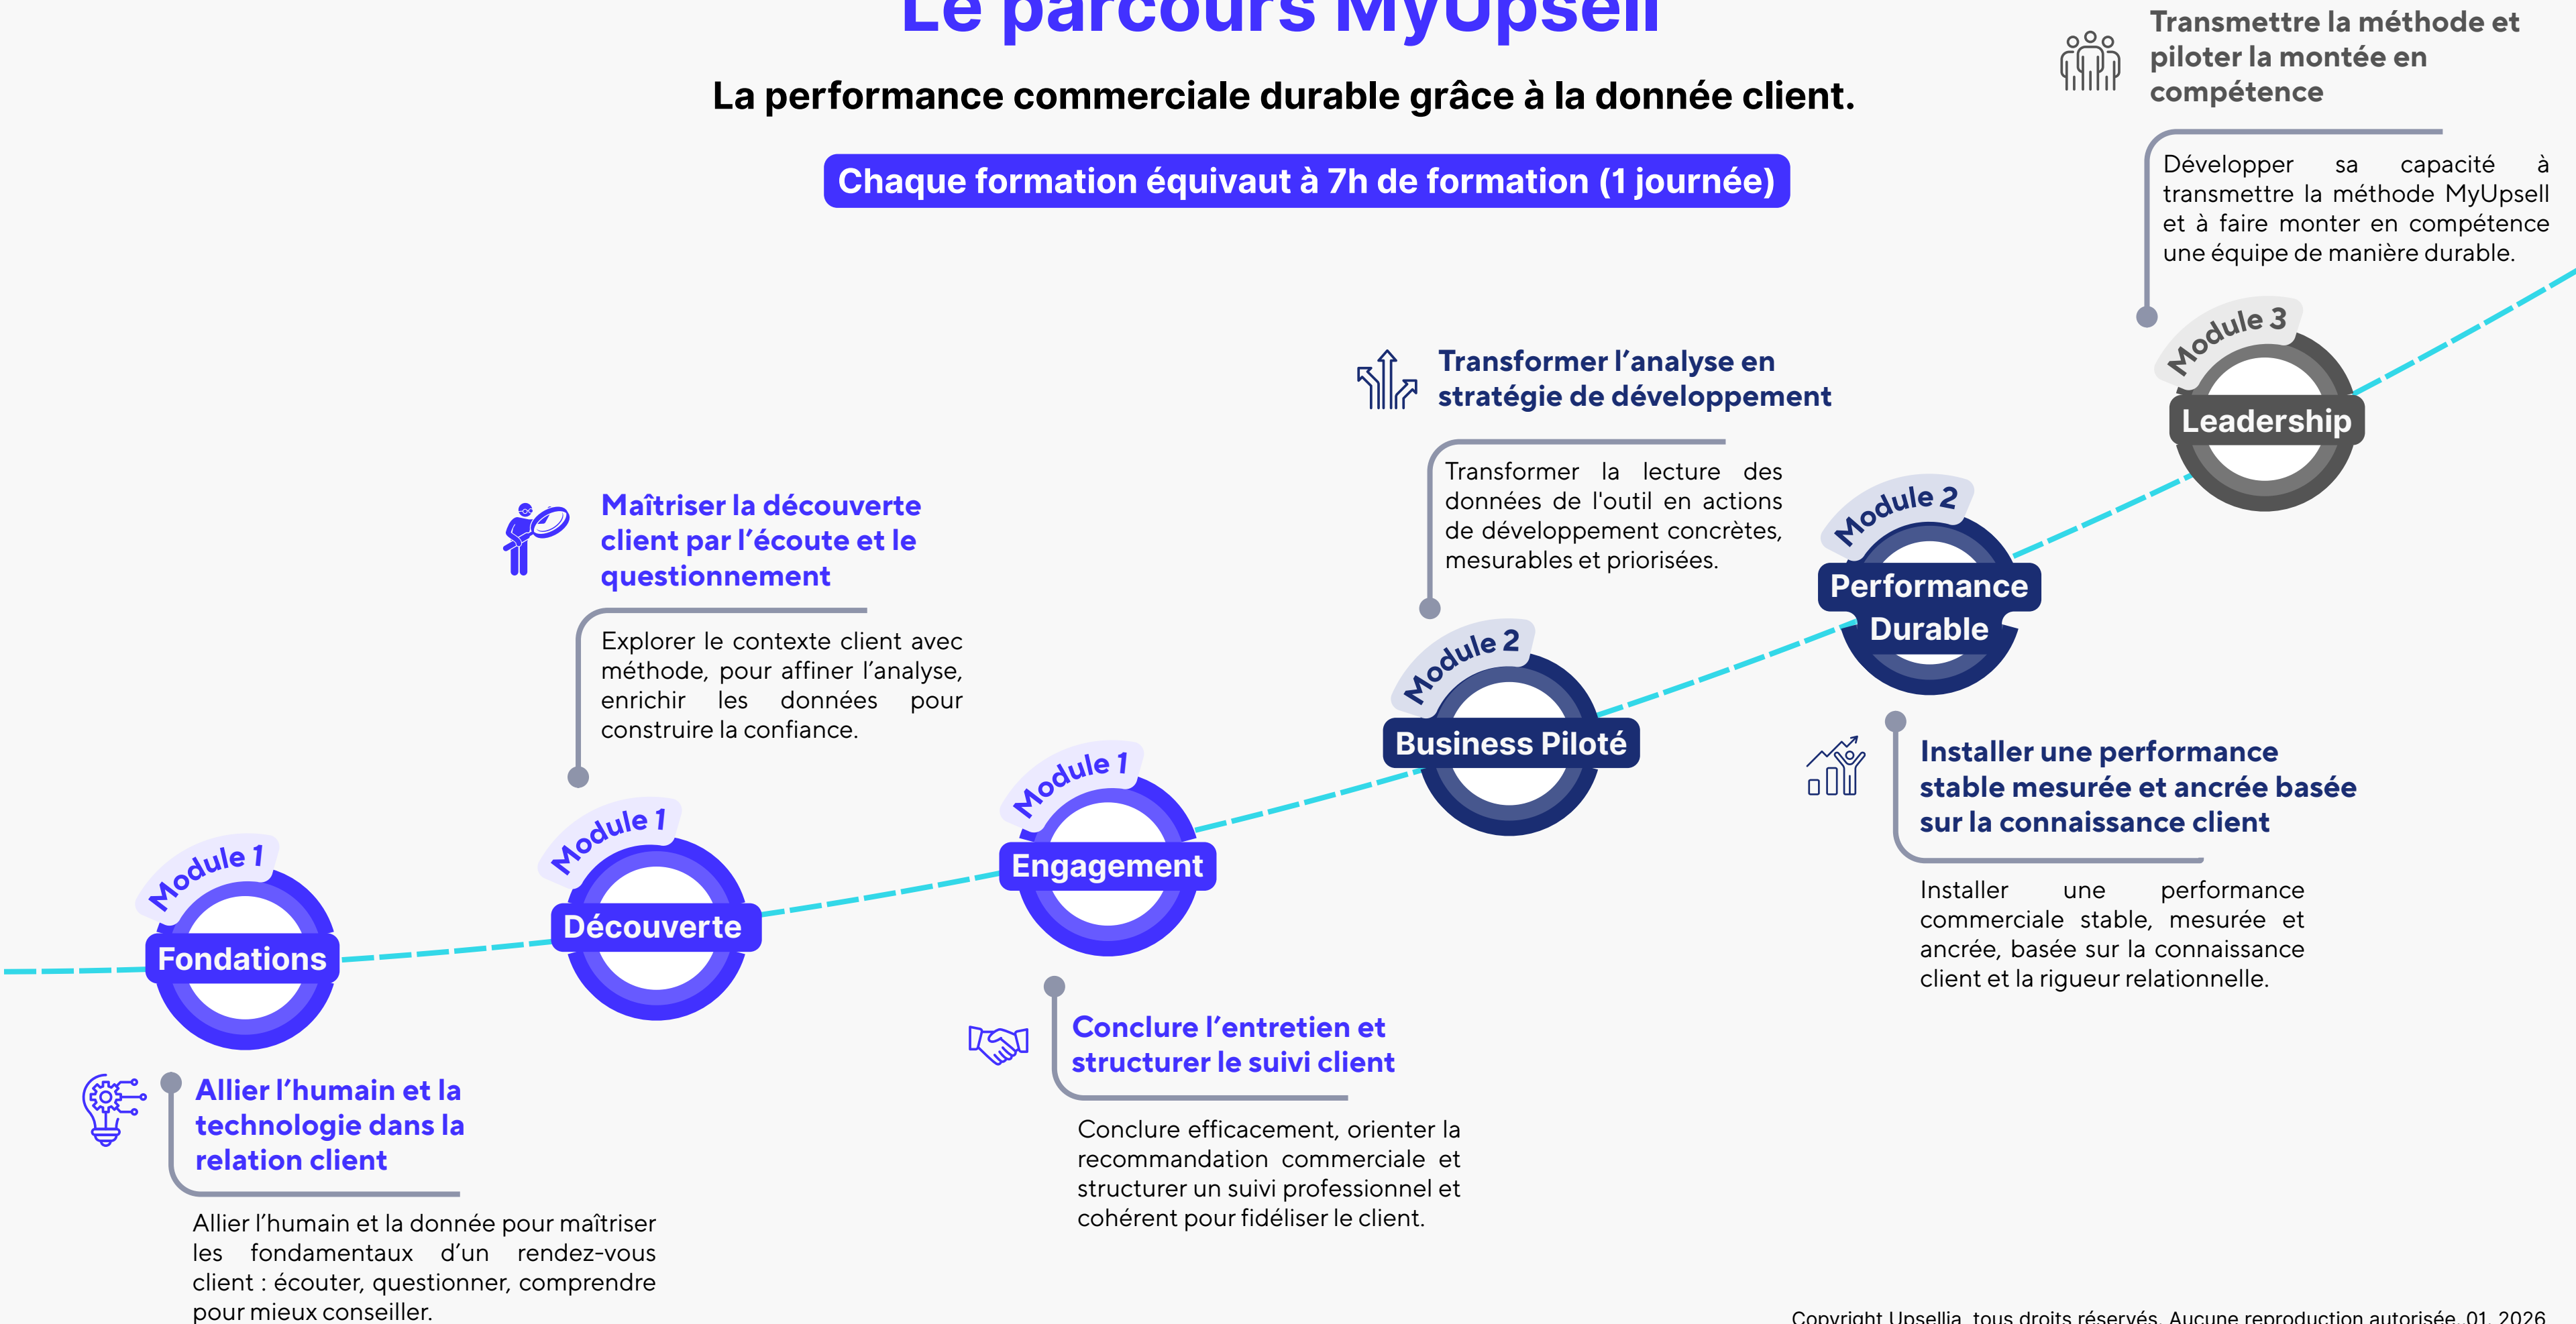 Le parcours MyUpsell
La performance commerciale durable grâce à la donnée client.
Chaque formation équivaut à 7h de formation (1 journée)
Module 1
Fondations
Allier l’humain et la
technologie dans la
relation client
Allier l’humain et la donnée pour maîtriser
les fondamentaux d’un rendez-vous
client : écouter, questionner, comprendre
pour mieux conseiller.
Maîtriser la découverte
client par l’écoute et le
questionnement
Explorer le contexte client avec
méthode, pour affiner l’analyse,
enrichir les données pour
construire la confiance.
Module 1
Découverte
Module 1
Engagement
Conclure l’entretien et
structurer le suivi client
Conclure efficacement, orienter la
recommandation commerciale et
structurer un suivi professionnel et
cohérent pour fidéliser le client.
Transformer l’analyse en
stratégie de développement
Transformer la lecture des
données de l'outil en actions
de développement concrètes,
mesurables et priorisées.
Module 2
Business Piloté
Module 2
Performance
Durable
Installer une performance
stable mesurée et ancrée basée
sur la connaissance client
Installer une performance
commerciale stable, mesurée et
ancrée, basée sur la connaissance
client et la rigueur relationnelle.
Transmettre la méthode et
piloter la montée en
compétence
Développer sa capacité à
transmettre la méthode MyUpsell
et à faire monter en compétence
une équipe de manière durable.
Module 3
Leadership
Copyright Upsellia, tous droits réservés. Aucune reproduction autorisée..01. 2026